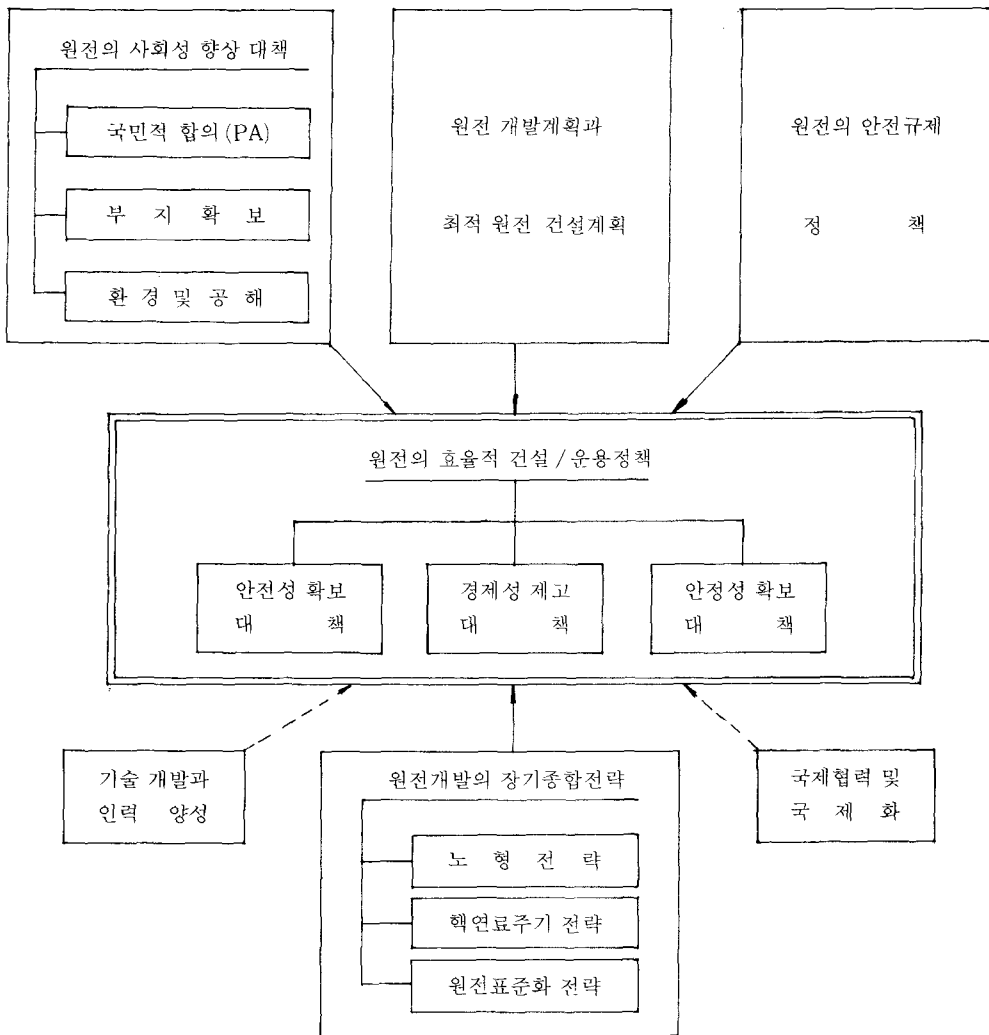 원전의 사회성 향상 대책
국민적 합의(PA)
부 지 확 보
환 경 및 공 해
원전 개발계획과
최적 원전 건설계획
원전의 안전규제
정 책
원전의 효율적 건설/운용정책
안전성 확보
대 책
경제성 제고
대 책
안정성 확보
대 책
기술 개발과
인력 양성
원전개발의 장기종합전략
노 형 전 략
핵연료주기 전략
원전표준화 전략
국제협력 및
국 제 화